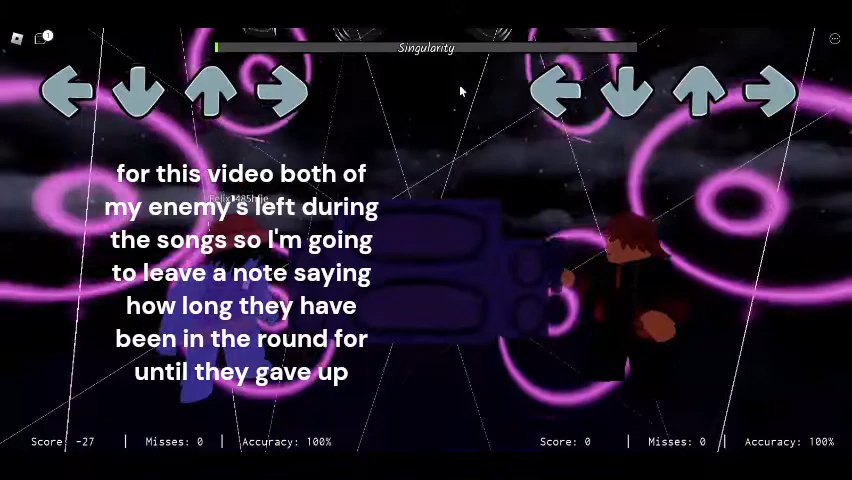 1
Singularity
for this video both of
my enemy's left during
the songs so I'm going
to leave a note saying
how long they have
been in the round for
until they gave up
Score: -27 | Misses: 0 | Accuracy: 100%
Score: 0 | Misses: 0 | Accuracy: 100%